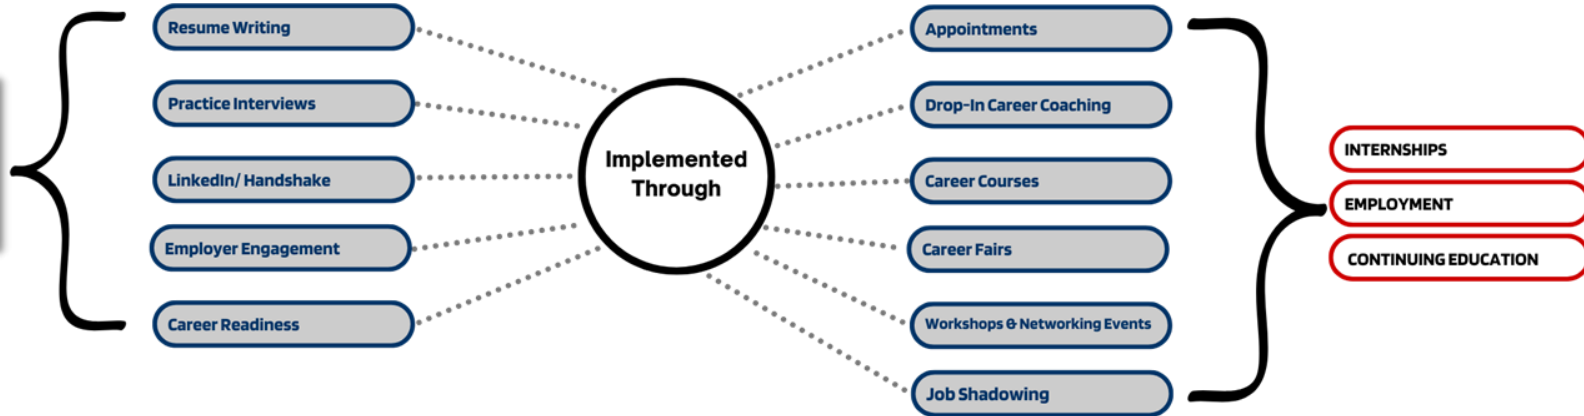 Resume Writing
Practice Interviews
LinkedIn/ Handshake
Employer Engagement
Career Readiness
Implemented
Through
Appointments
Drop-In Career Coaching
Career Courses
Career Fairs
Workshops & Networking Events
Job Shadowing
INTERNSHIPS
EMPLOYMENT
CONTINUING EDUCATION